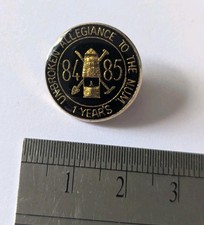 UNBROKEN ALLEGIANCE TO THE NUM
84 85
1 YEARS
1 2 3